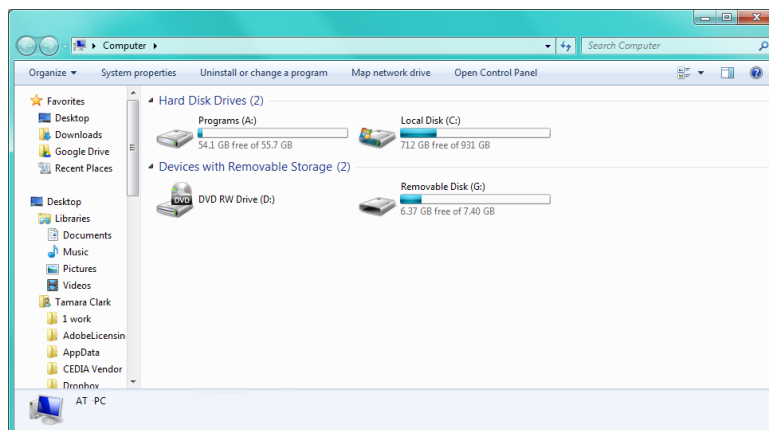 Computer
Search Computer
Organize
System properties
Uninstall or change a program
Map network drive
Open Control Panel
Favorites
Desktop
Downloads
Google Drive
Recent Places
Desktop
Libraries
Documents
Music
Pictures
Videos
Tamara Clark
1 work
AdobeLicensin
AppData
CEDIA Vendor
Dropbox
Hard Disk Drives (2)
Programs (A:)
54.1 GB free of 55.7 GB
Local Disk (C:)
712 GB free of 931 GB
Devices with Removable Storage (2)
DVD
DVD RW Drive (D:)
Removable Disk (G:)
6.37 GB free of 7.40 GB
AT-PC